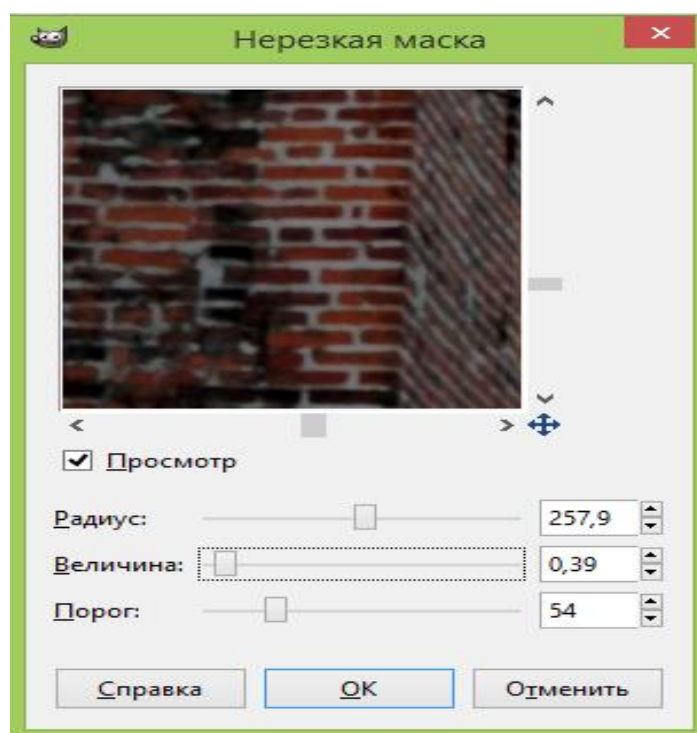 Нерезкая маска
Просмотр
Радиус: 257,9
Величина: 0,39
Порог: 54
Справка OK Отменить